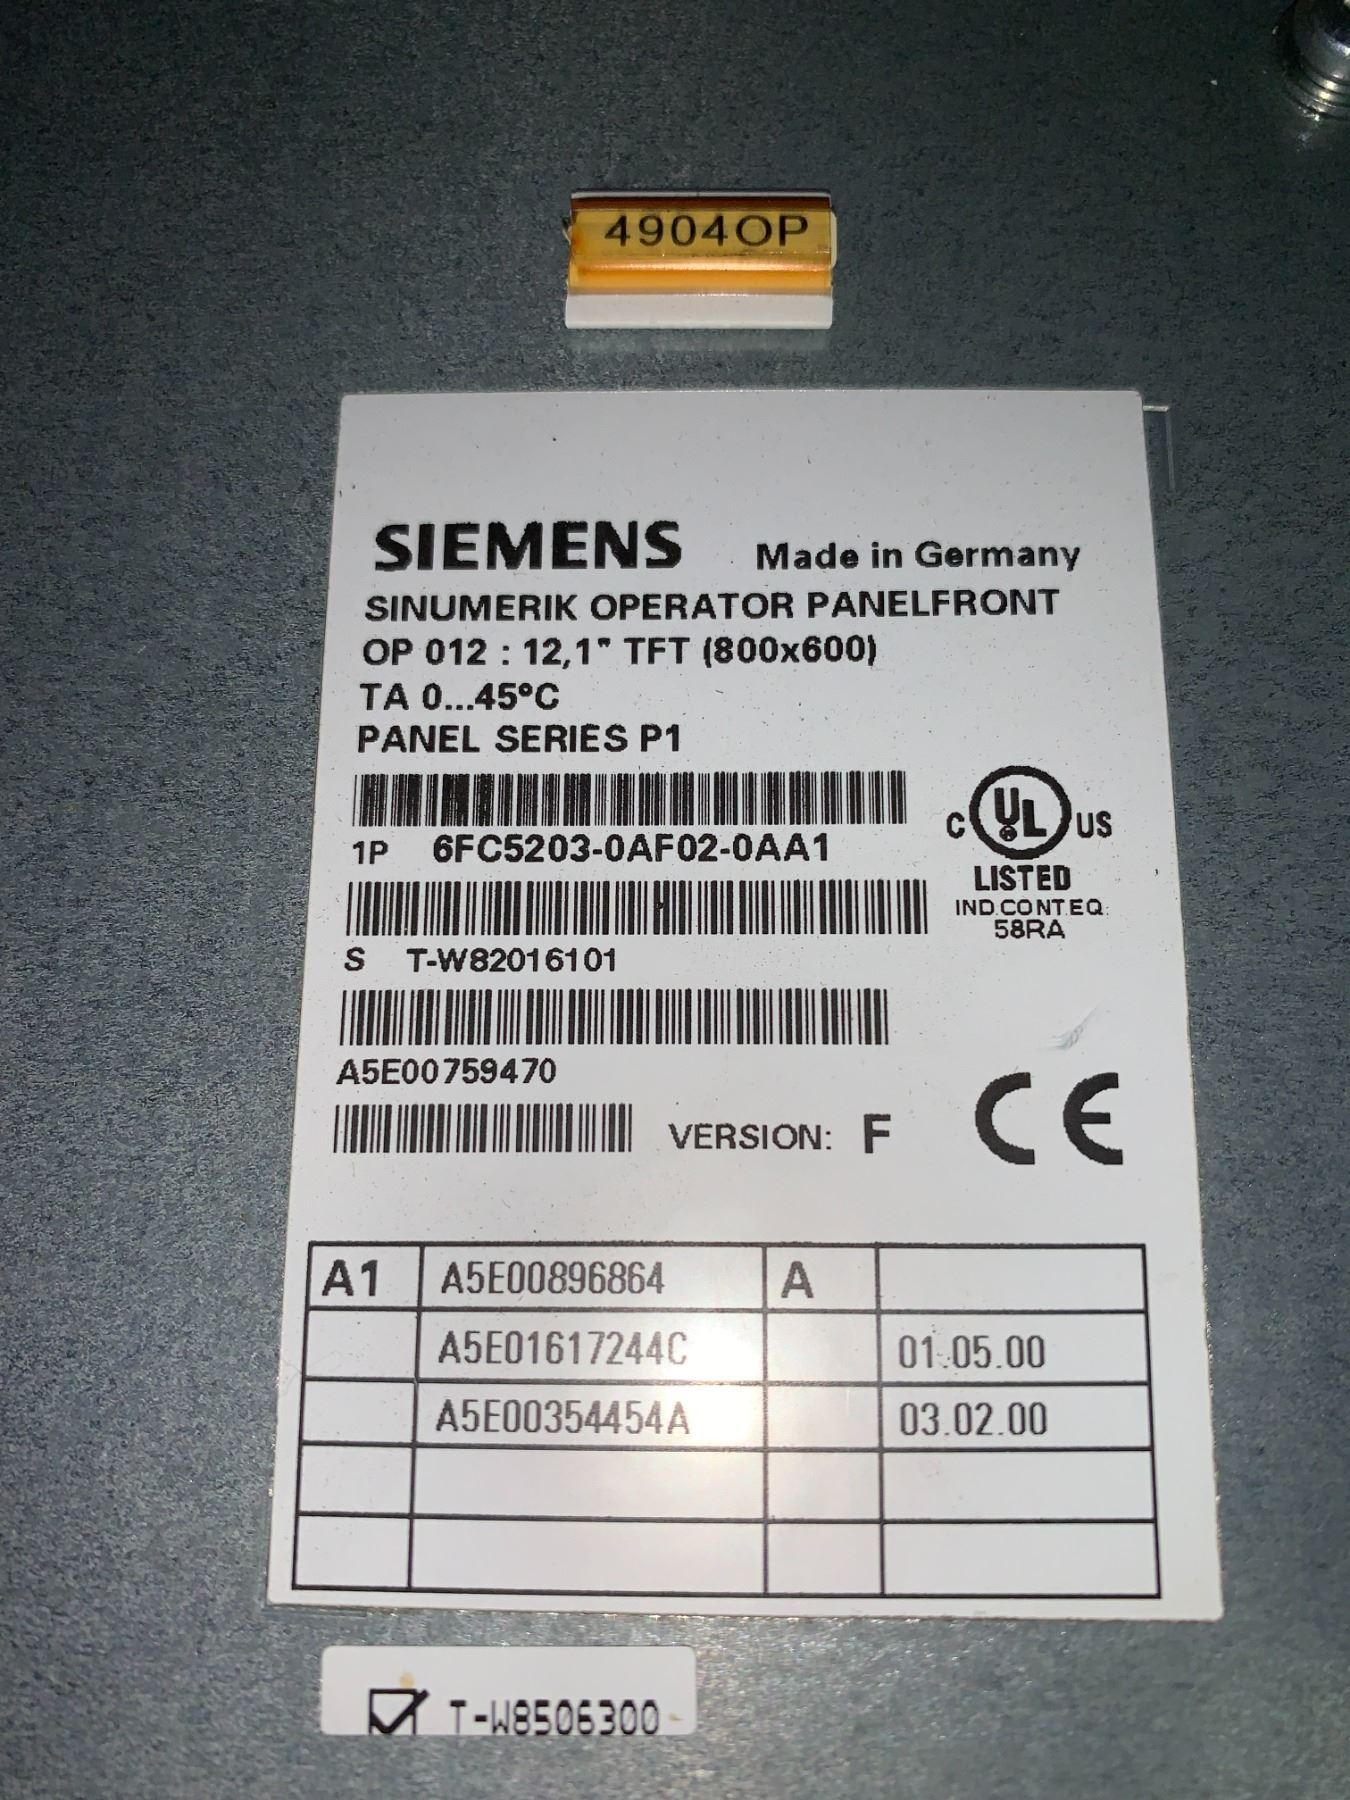 4904OP
SIEMENS Made in Germany
SINUMERIK OPERATOR PANELFRONT
OP 012 : 12,1" TFT (800x600)
TA 0...45°C
PANEL SERIES P1
1P 6FC5203-0AF02-0AA1
C UL US
LISTED
IND.CONT.EQ.
58RA
S T-W82016101
A5E00759470
VERSION: F CE
A1 A5E00896864 A
A5E01617244C 01.05.00
A5E00354454A 03.02.00
T-W8506300